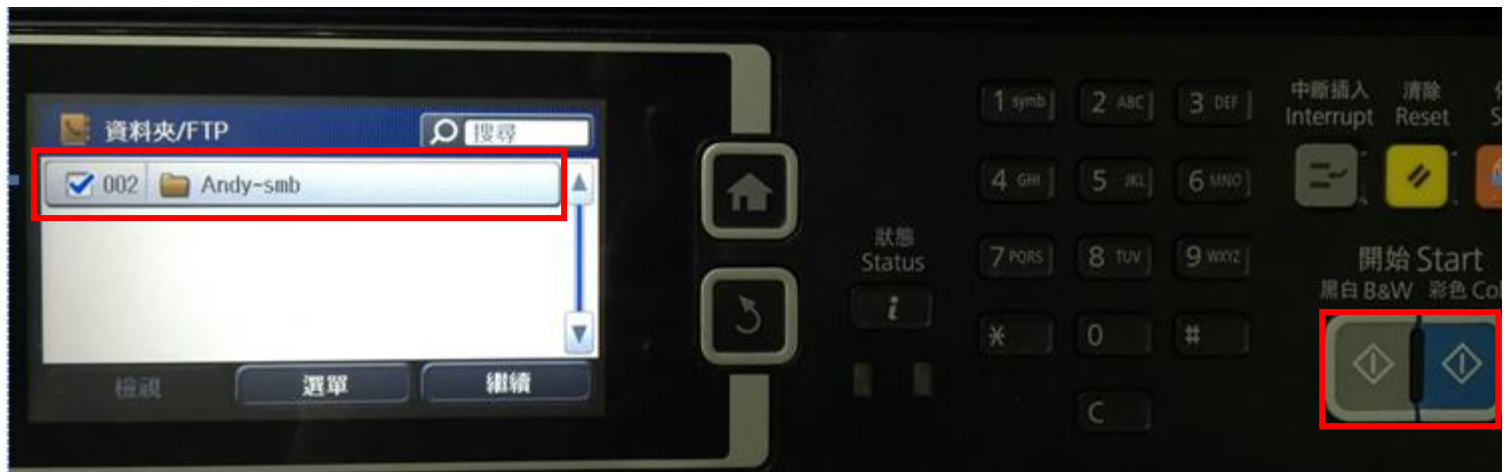 資料夾/FTP
搜尋
002 Andy-smb
檢視
選單
繼續
狀態
Status
i
1 symb
2 ABC
3 DEF
4 GHI
5 JKL
6 MNO
7 PQRS
8 TUV
9 WXYZ
*
0
#
C
中斷插入
Interrupt
清除
Reset
開始 Start
黑白 B&W 彩色